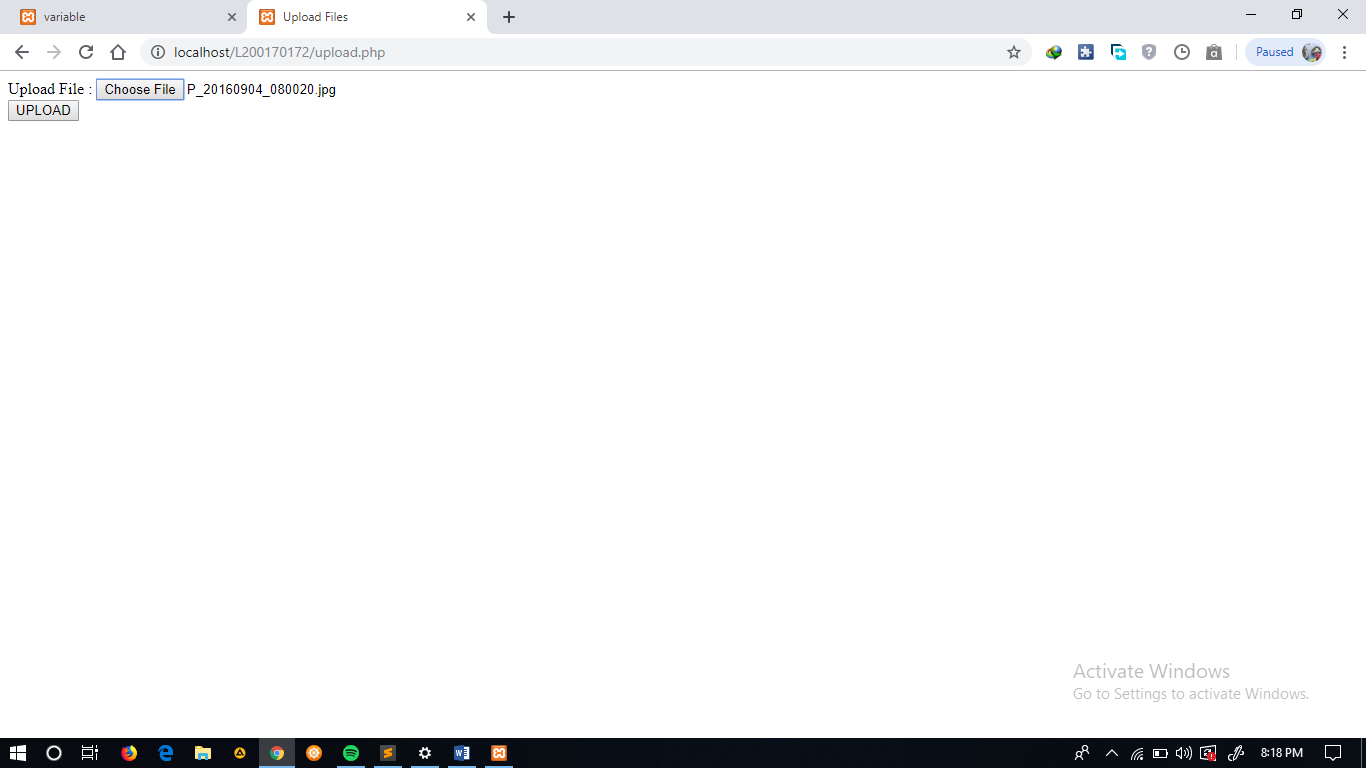 variable
Upload Files
localhost/L200170172/upload.php
Paused
Upload File : Choose File P_20160904_080020.jpg
UPLOAD
Activate Windows
Go to Settings to activate Windows.
8:18 PM